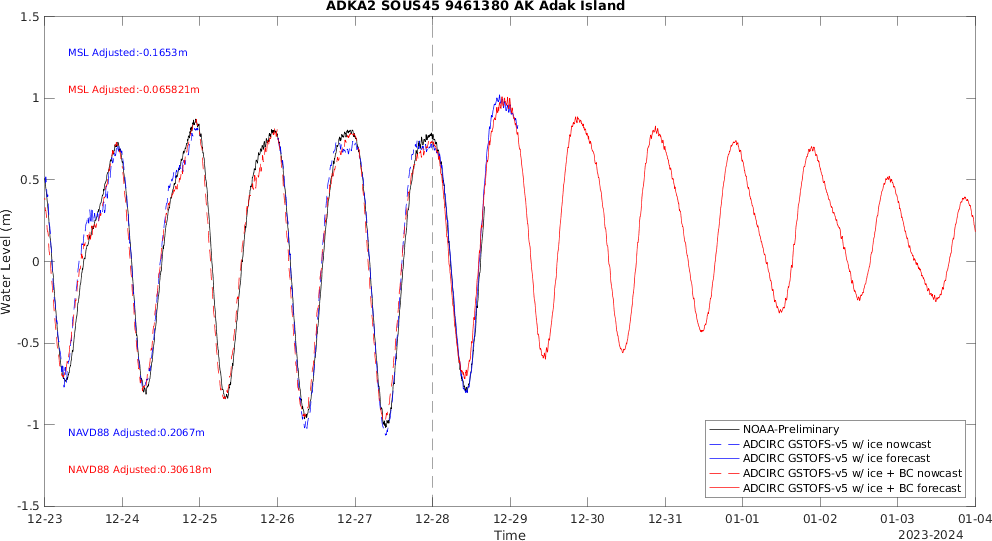 ADKA2 SOUS45 9461380 AK Adak Island
1.5
1
0.5
0
-0.5
-1
-1.5
Water Level (m)
MSL Adjusted:-0.1653m
MSL Adjusted:-0.065821m
NAVD88 Adjusted:0.2067m
NAVD88 Adjusted:0.30618m
NOAA-Preliminary
ADCIRC GSTOFS-v5 w/ ice nowcast
ADCIRC GSTOFS-v5 w/ ice forecast
ADCIRC GSTOFS-v5 w/ ice + BC nowcast
ADCIRC GSTOFS-v5 w/ ice + BC forecast
12-23 12-24 12-25 12-26 12-27 12-28 12-29 12-30 12-31 01-01 01-02 01-03 01-04
Time
2023-2024